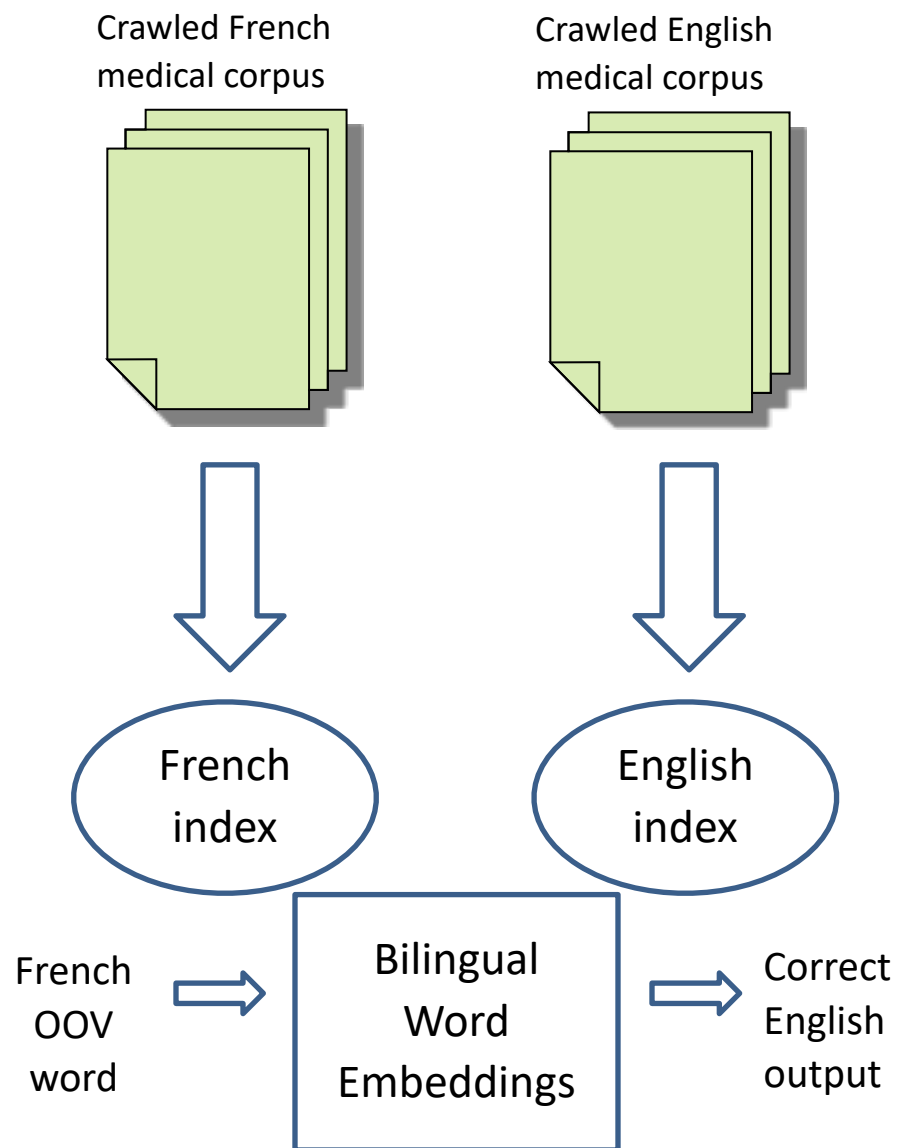 Crawled French
medical corpus
Crawled English
medical corpus
French
index
English
index
French
OOV
word
Bilingual
Word
Embeddings
Correct
English
output